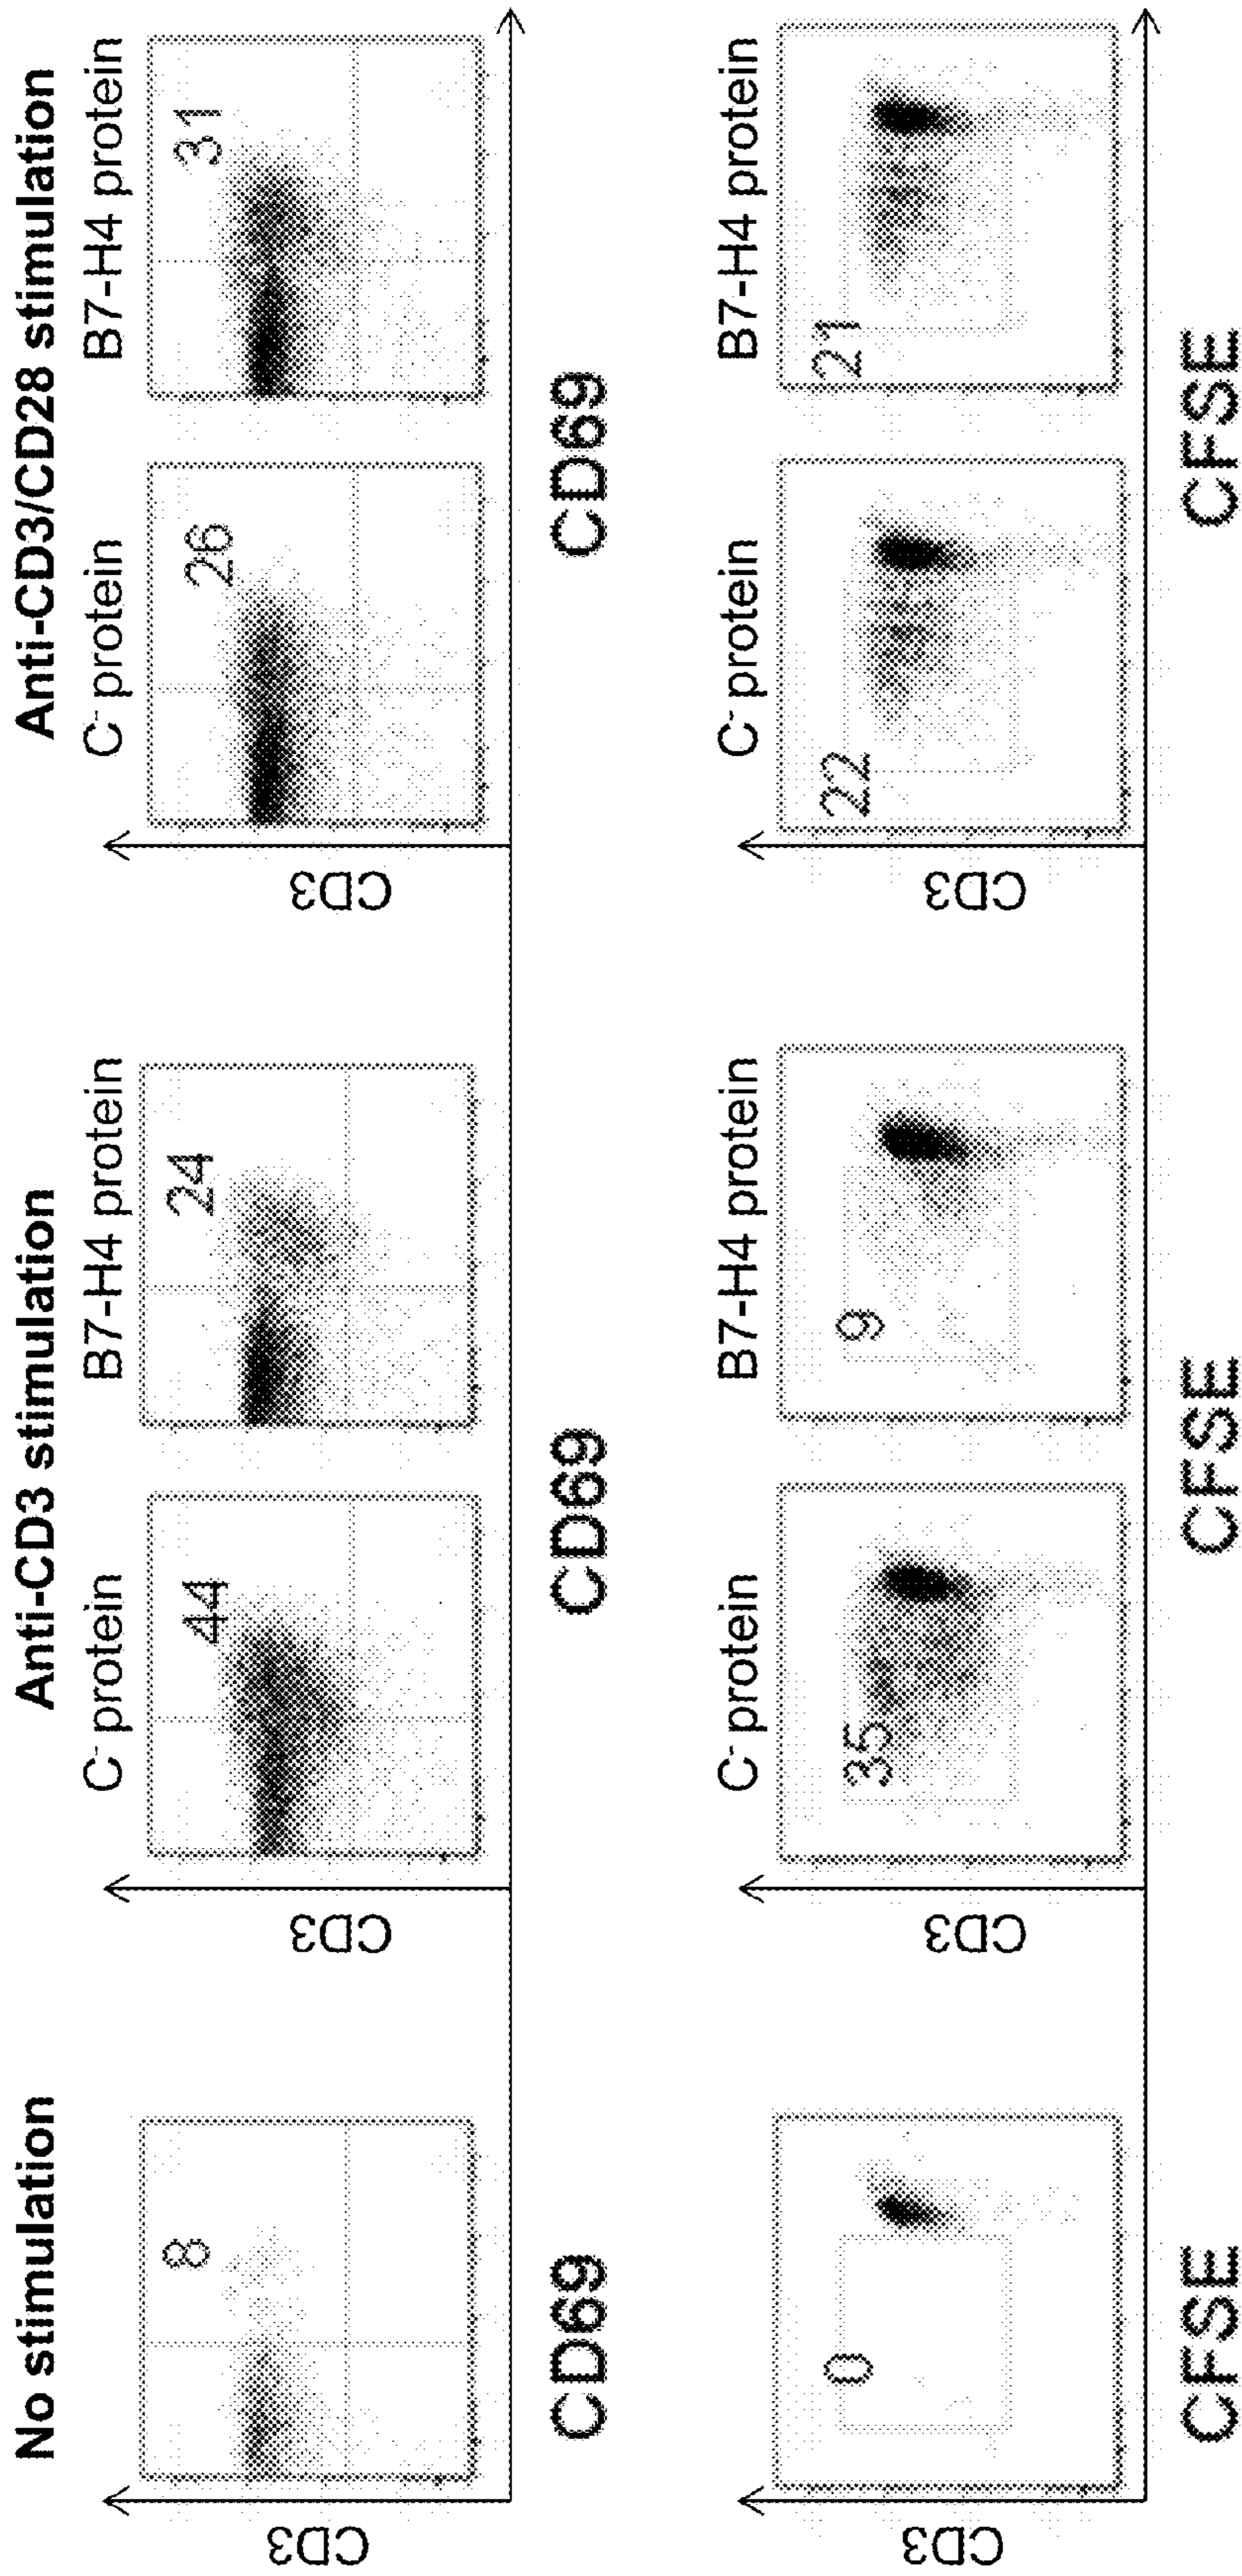 No stimulation
Anti-CD3 stimulation
Anti-CD3/CD28 stimulation
C⁻ protein
B7-H4 protein
C⁻ protein
B7-H4 protein
8
44
24
26
31
CD3
CD3
CD3
CD69
CD69
CD69
C⁻ protein
B7-H4 protein
C⁻ protein
B7-H4 protein
0
35
9
22
21
CD3
CD3
CD3
CFSE
CFSE
CFSE